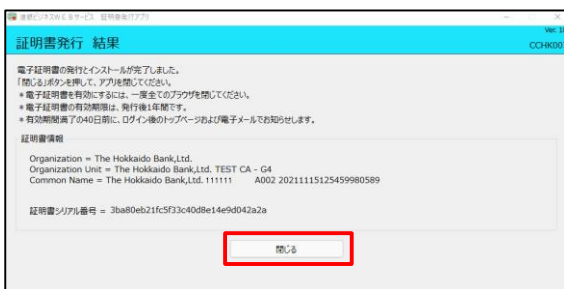 道銀ビジネスWEBサービス 証明書発行アプリ
証明書発行 結果
CCHK007
電子証明書の発行とインストールが完了しました。
「閉じる」ボタンを押して、アプリを閉じてください。
* 電子証明書を有効にするには、一度全てのブラウザを閉じてください。
* 電子証明書の有効期限は、発行後1年間です。
* 有効期間満了の40日前に、ログイン後のトップページおよび電子メールでお知らせします。
証明書情報
Organization = The Hokkaido Bank,Ltd.
Organization Unit = The Hokkaido Bank,Ltd. TEST CA - G4
Common Name = The Hokkaido Bank,Ltd. 111111 A002 20211115125459980589
証明書シリアル番号 = 3ba80eb21fc5f33c40d8e14e9d042a2a
閉じる